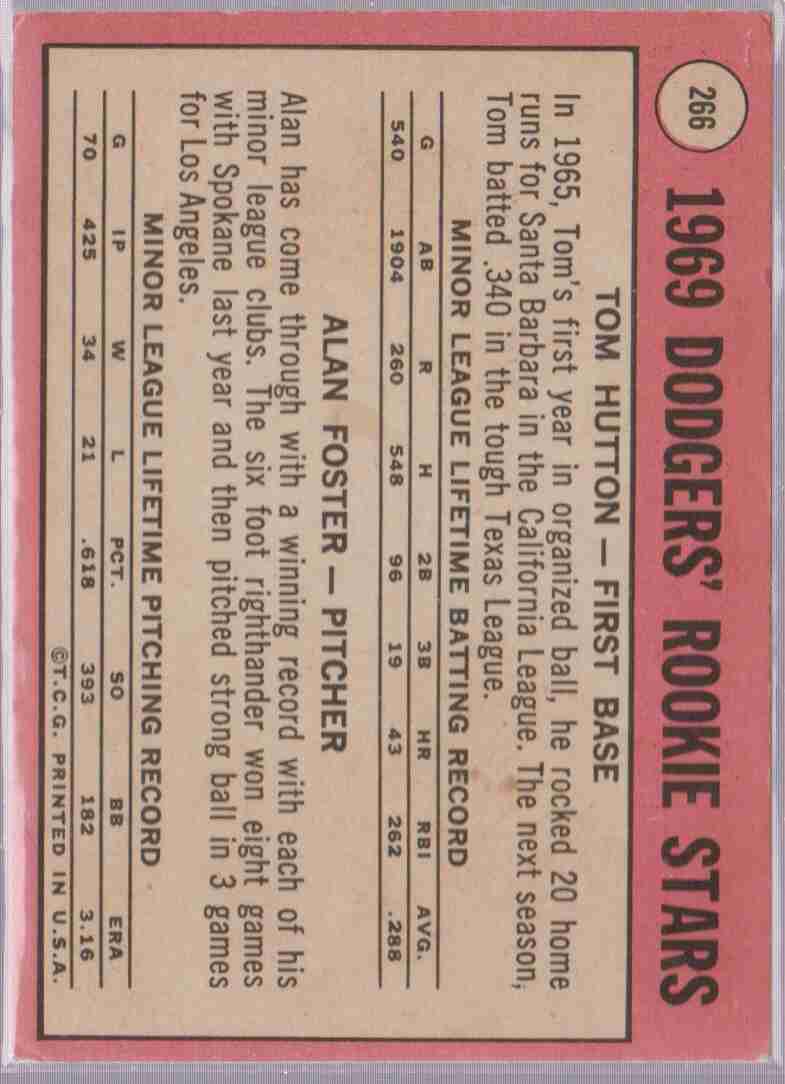 266
1969 DODGERS' ROOKIE STARS
TOM HUTTON — FIRST BASE
In 1965, Tom's first year in organized ball, he rocked 20 home
runs for Santa Barbara in the California League. The next season,
Tom batted .340 in the tough Texas League.
MINOR LEAGUE LIFETIME BATTING RECORD
G AB R H 2B 3B HR RBI AVG.
540 1904 260 548 96 19 43 262 .288
ALAN FOSTER — PITCHER
Alan has come through with a winning record with each of his
minor league clubs. The six foot righthander won eight games
with Spokane last year and then pitched strong ball in 3 games
for Los Angeles.
MINOR LEAGUE LIFETIME PITCHING RECORD
G IP W L PCT. SO BB ERA
70 425 34 21 .618 393 182 3.16
©T.C.G. PRINTED IN U.S.A.